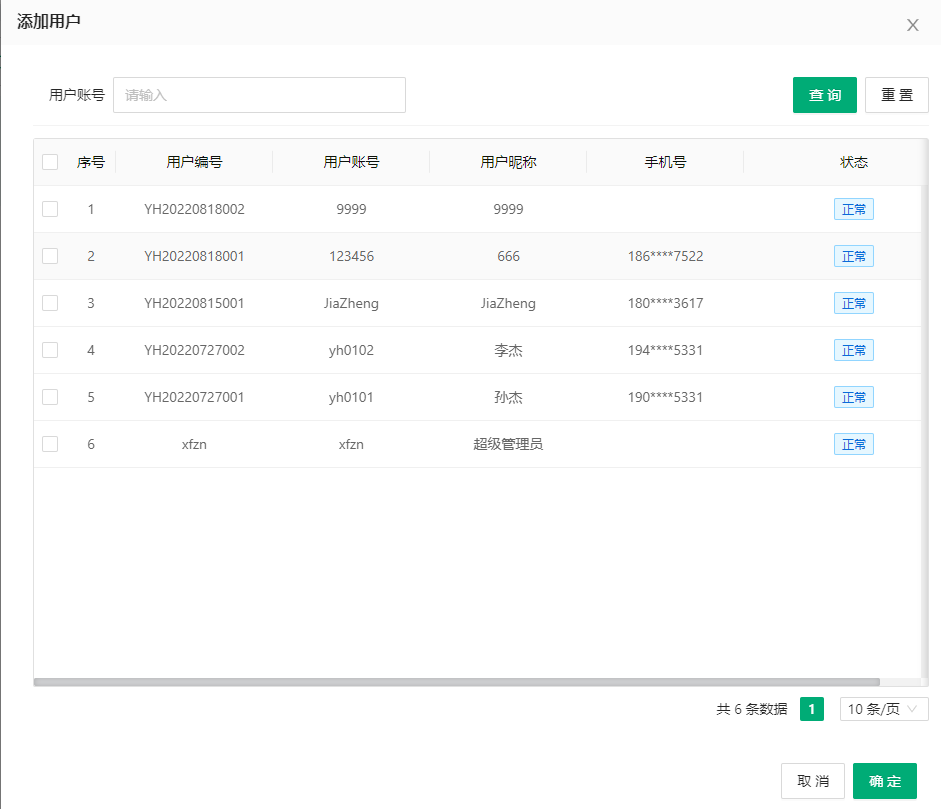 添加用户
用户账号 请输入 查 询 重 置
序号 用户编号 用户账号 用户昵称 手机号 状态
1 YH20220818002 9999 9999 正常
2 YH20220818001 123456 666 186****7522 正常
3 YH20220815001 JiaZheng JiaZheng 180****3617 正常
4 YH20220727002 yh0102 李杰 194****5331 正常
5 YH20220727001 yh0101 孙杰 190****5331 正常
6 xfzn xfzn 超级管理员 正常
共 6 条数据 1 10 条/页
取 消 确 定